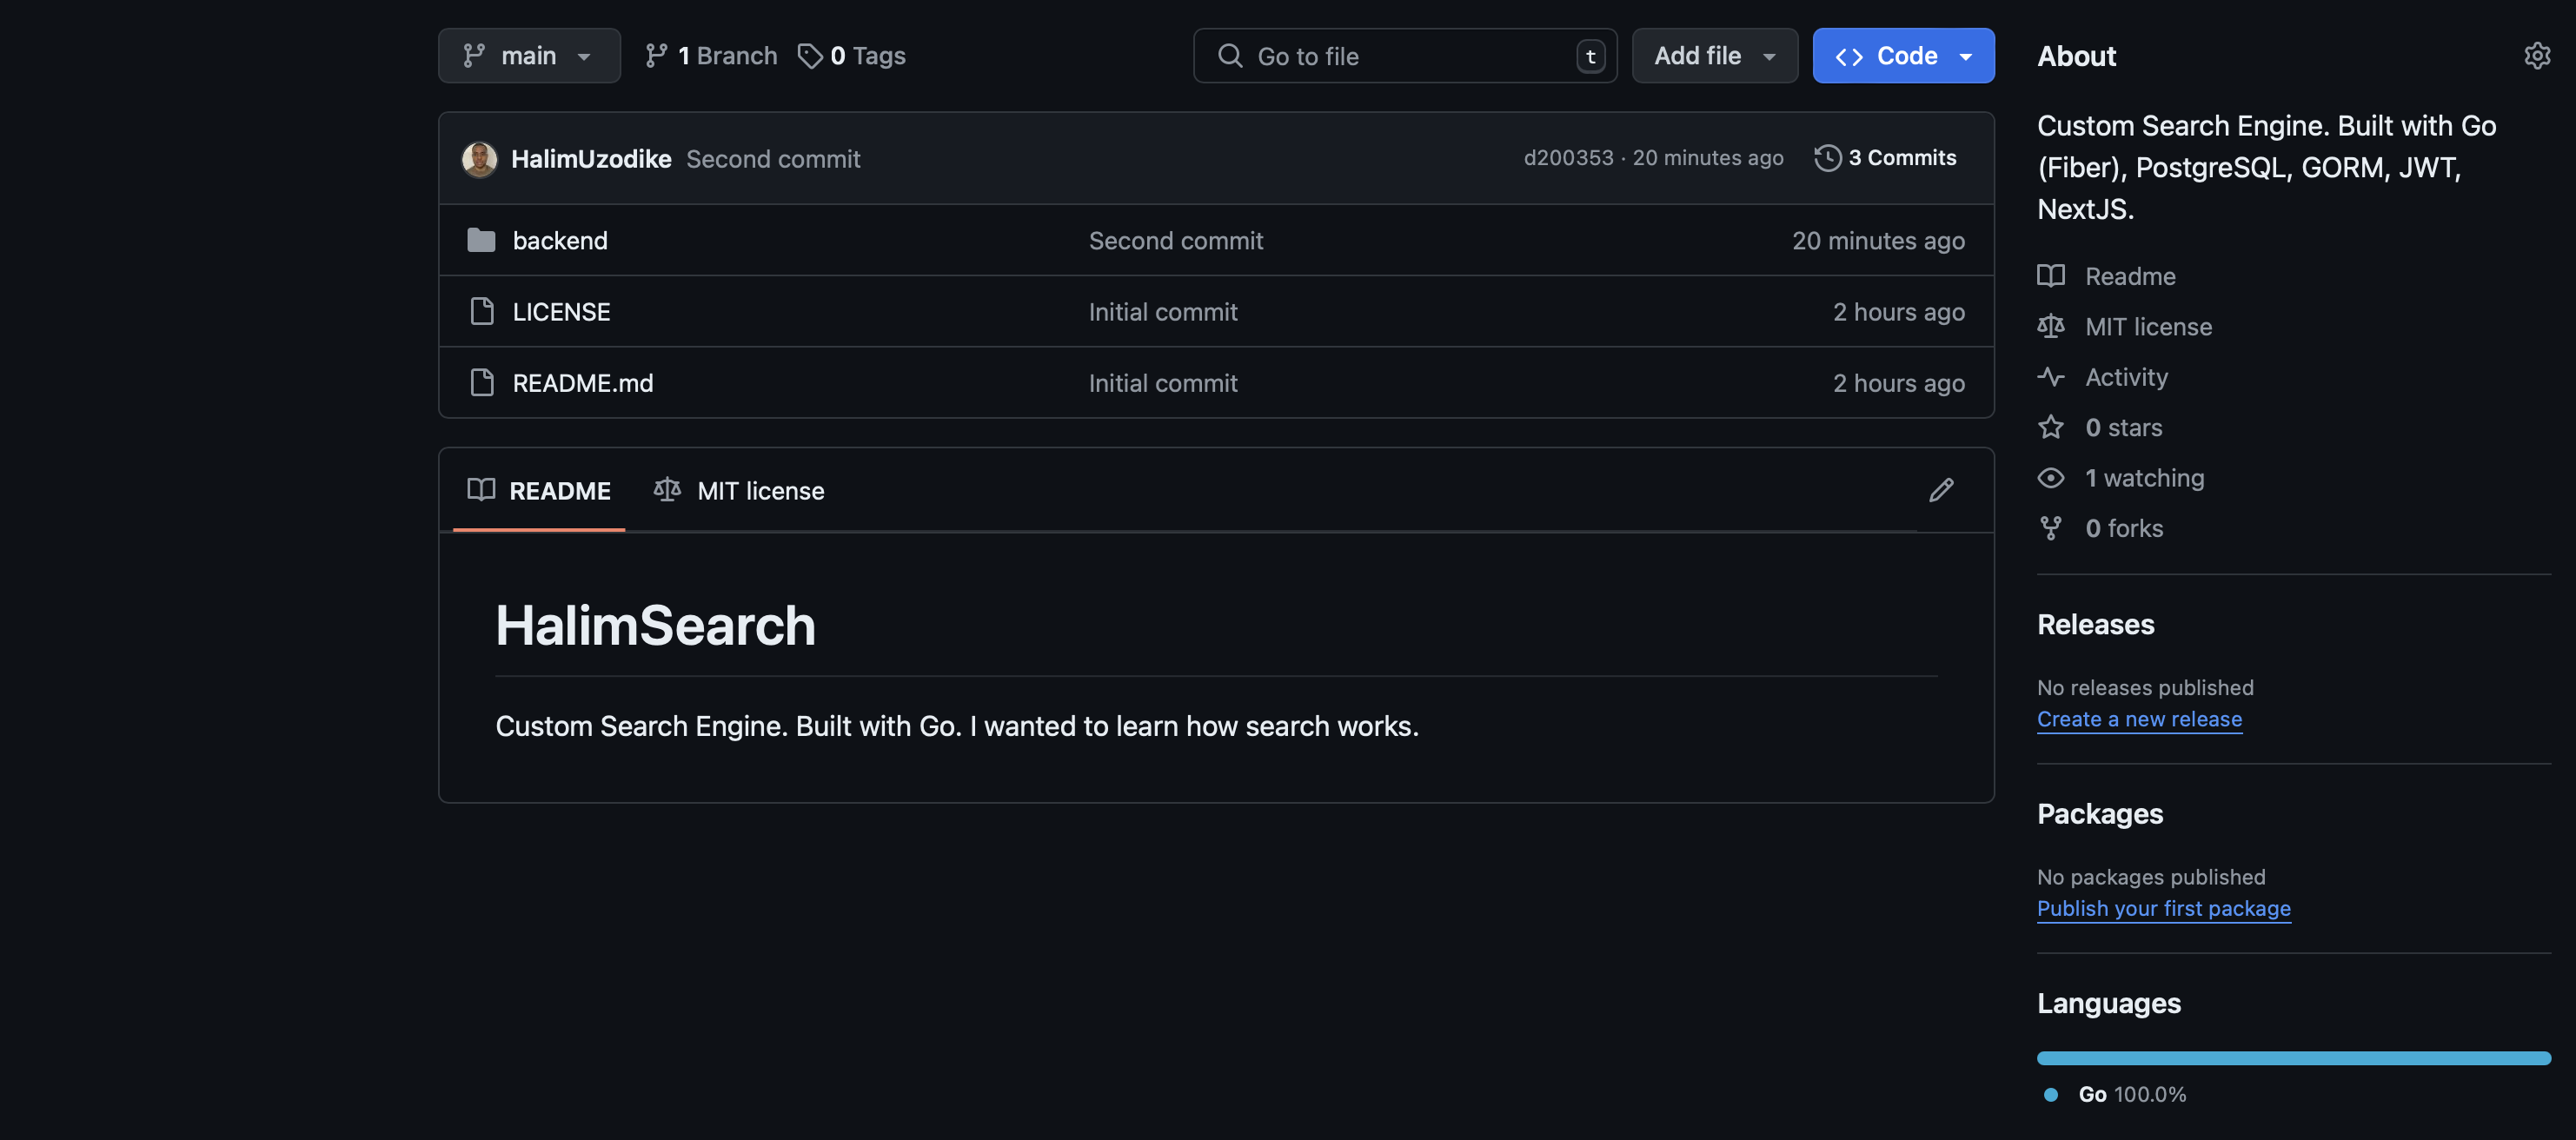 main
1 Branch
0 Tags
Go to file
t
Add file
Code
HalimUzodike Second commit
d200353 · 20 minutes ago
3 Commits
backend Second commit 20 minutes ago
LICENSE Initial commit 2 hours ago
README.md Initial commit 2 hours ago
README
MIT license
HalimSearch
Custom Search Engine. Built with Go. I wanted to learn how search works.
About
Custom Search Engine. Built with Go
(Fiber), PostgreSQL, GORM, JWT,
NextJS.
Readme
MIT license
Activity
0 stars
1 watching
0 forks
Releases
No releases published
Create a new release
Packages
No packages published
Publish your first package
Languages
Go 100.0%